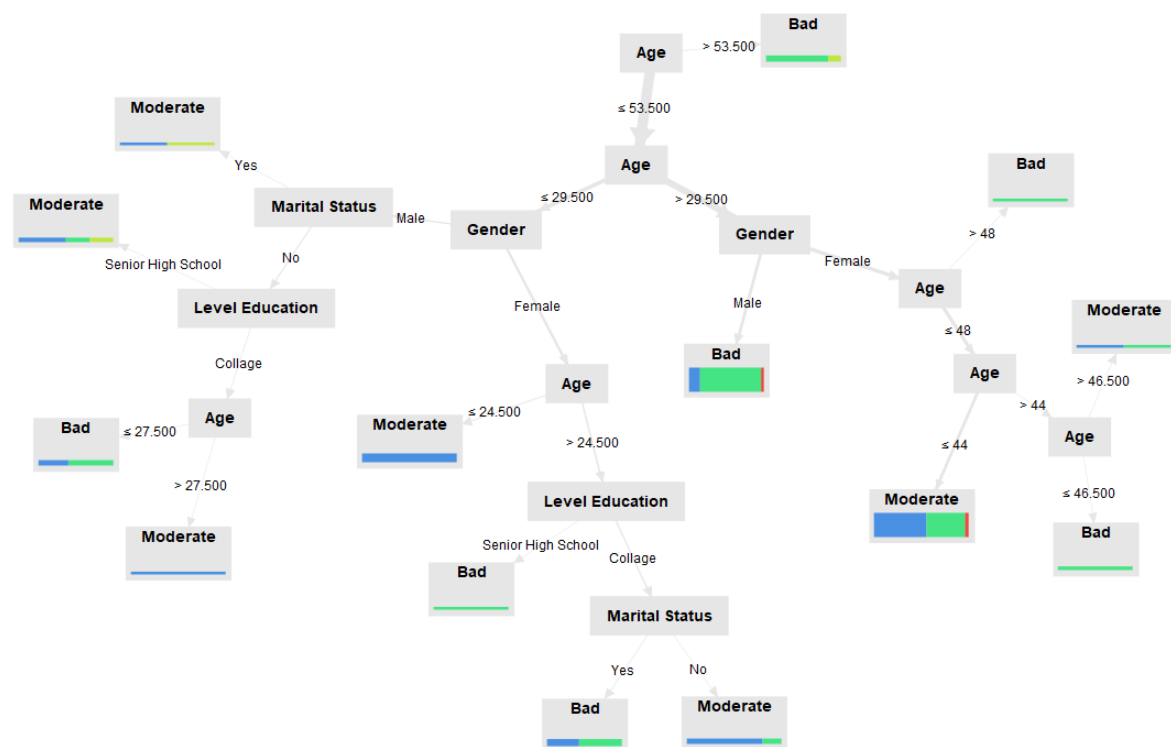 Bad
Age
> 53.500
≤ 53.500
Moderate
Age
Yes
Bad
≤ 29.500
> 29.500
Moderate
Marital Status
Male
Gender
Gender
> 48
No
Female
Senior High School
Age
Level Education
Female
Male
Moderate
≤ 48
Bad
Collage
Age
Age
> 46.500
≤ 24.500
> 44
Age
Bad
≤ 27.500
Moderate
> 24.500
≤ 44
Age
> 27.500
Level Education
Moderate
≤ 46.500
Senior High School
Moderate
Collage
Bad
Bad
Marital Status
Yes
No
Bad
Moderate